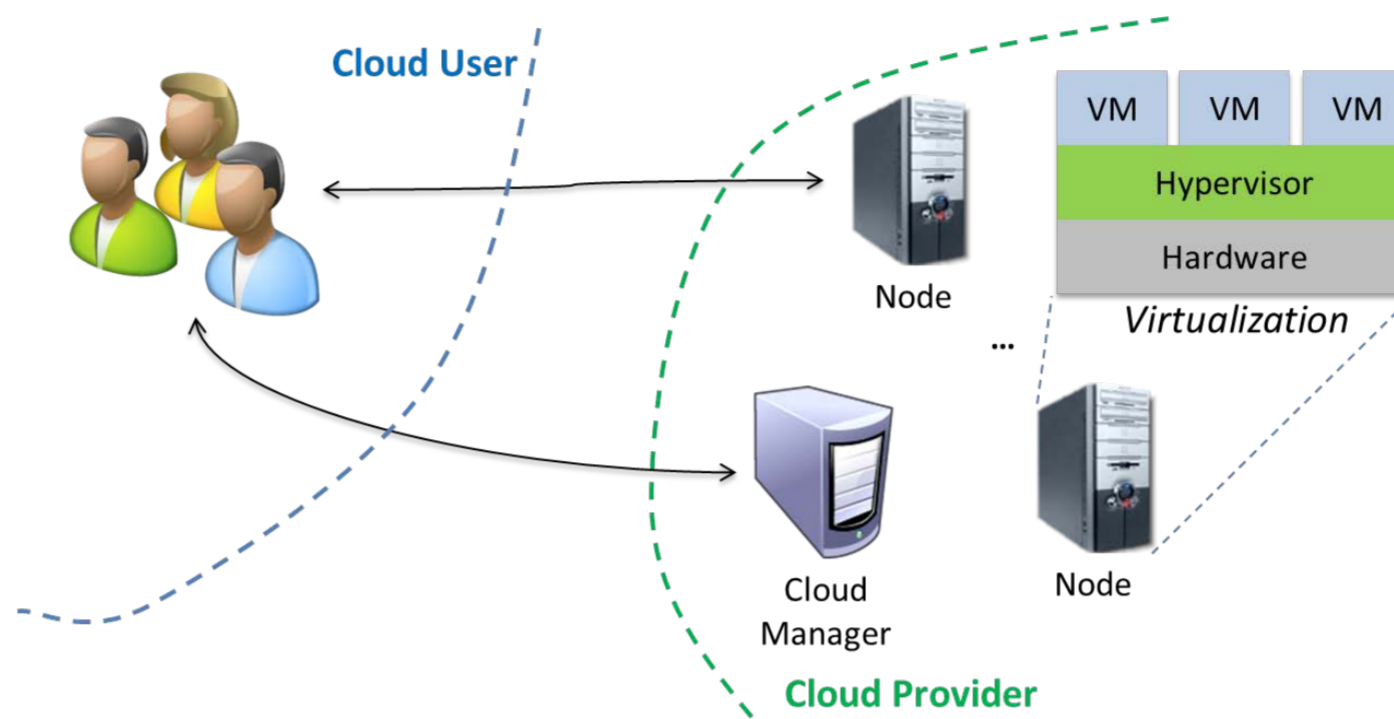 Cloud User
VM VM VM
Hypervisor
Hardware
Virtualization
Node
...
Node
Cloud
Manager
Cloud Provider